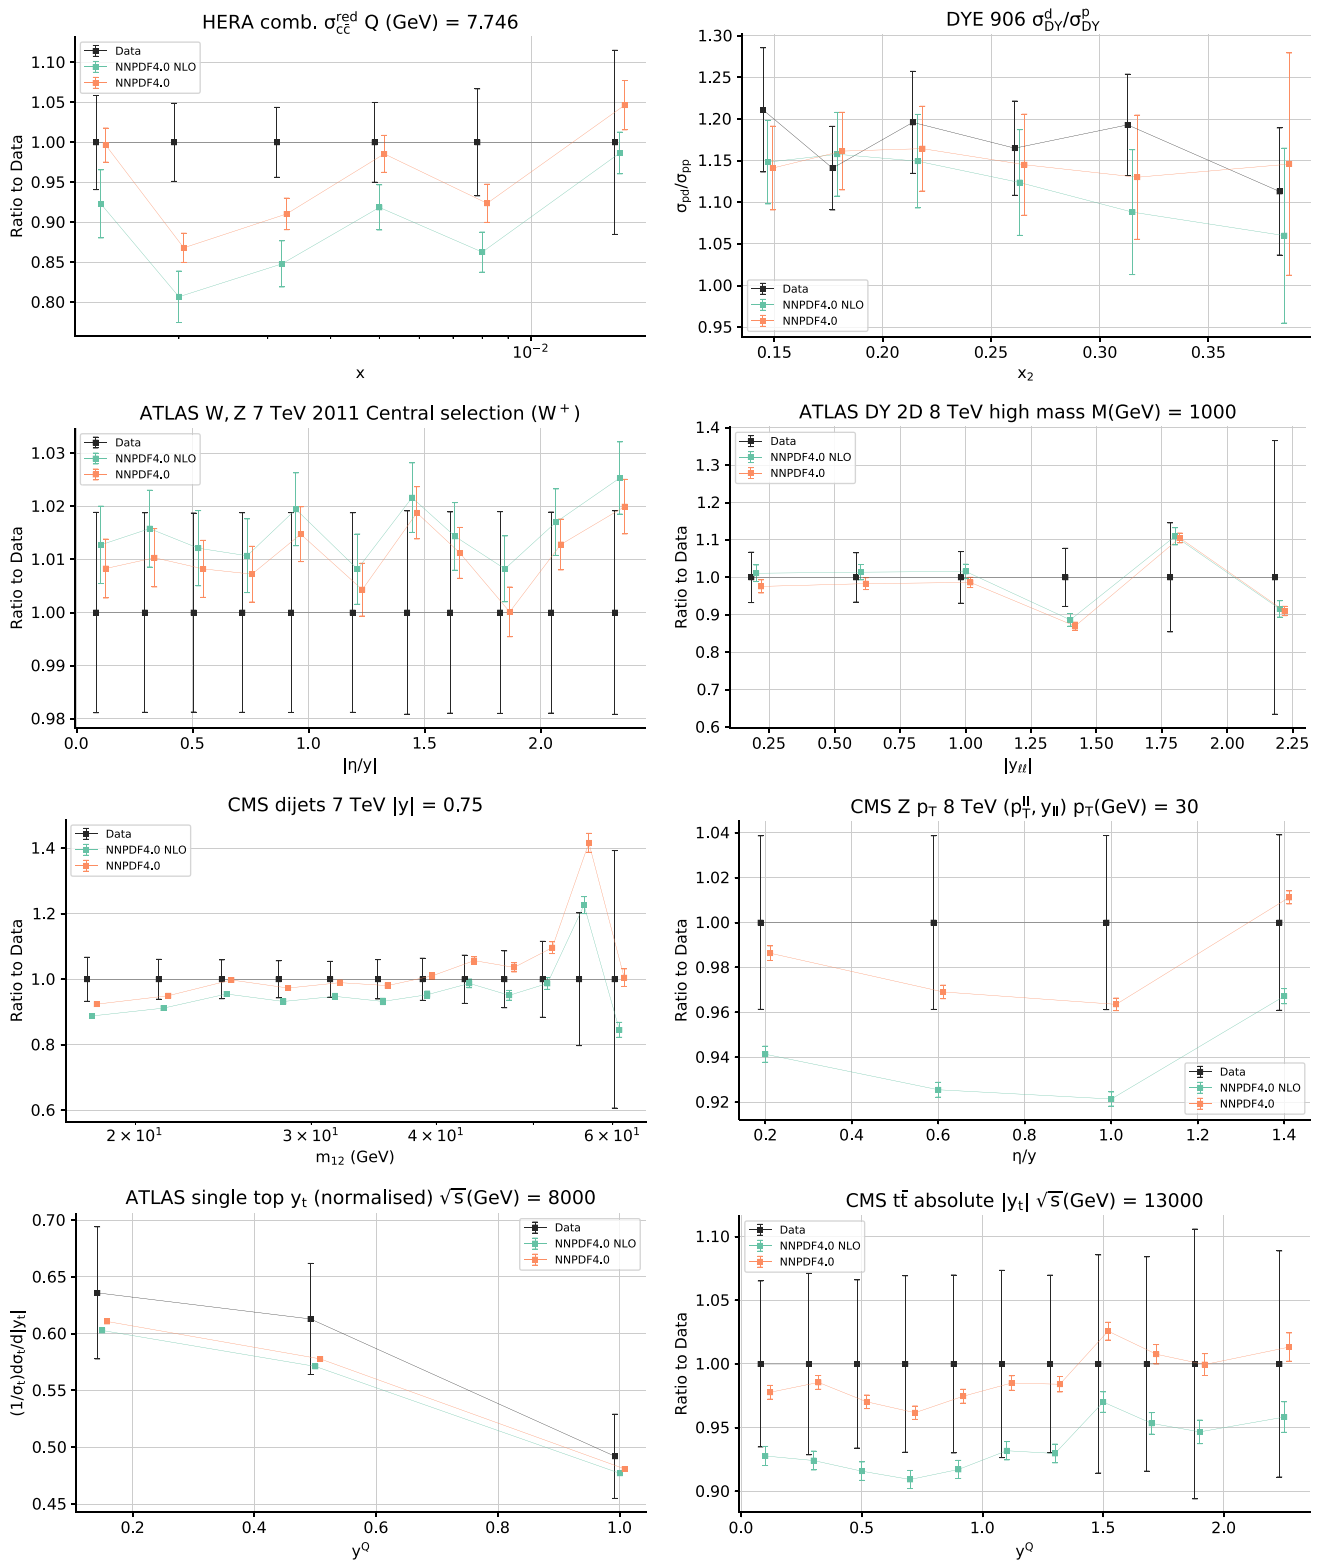 HERA comb. σ_cc̄^red Q (GeV) = 7.746
Data
NNPDF4.0 NLO
NNPDF4.0
Ratio to Data
1.10
1.05
1.00
0.95
0.90
0.85
0.80
10⁻²
x
DYE 906 σ_DY^d/σ_DY^p
σ_pd/σ_pp
1.30
1.25
1.20
1.15
1.10
1.05
1.00
0.95
Data
NNPDF4.0 NLO
NNPDF4.0
0.15 0.20 0.25 0.30 0.35
x₂
ATLAS W, Z 7 TeV 2011 Central selection (W⁺)
Data
NNPDF4.0 NLO
NNPDF4.0
Ratio to Data
1.03
1.02
1.01
1.00
0.99
0.98
0.0 0.5 1.0 1.5 2.0
|η/y|
ATLAS DY 2D 8 TeV high mass M(GeV) = 1000
Data
NNPDF4.0 NLO
NNPDF4.0
Ratio to Data
1.4
1.3
1.2
1.1
1.0
0.9
0.8
0.7
0.6
0.25 0.50 0.75 1.00 1.25 1.50 1.75 2.00 2.25
|y_ℓℓ|
CMS dijets 7 TeV |y| = 0.75
Data
NNPDF4.0 NLO
NNPDF4.0
Ratio to Data
1.4
1.2
1.0
0.8
0.6
2 × 10¹ 3 × 10¹ 4 × 10¹ 6 × 10¹
m₁₂ (GeV)
CMS Z p_T 8 TeV (p_T^ll, y_ll) p_T(GeV) = 30
Ratio to Data
1.04
1.02
1.00
0.98
0.96
0.94
0.92
Data
NNPDF4.0 NLO
NNPDF4.0
0.2 0.4 0.6 0.8 1.0 1.2 1.4
η/y
ATLAS single top y_t (normalised) √s(GeV) = 8000
Data
NNPDF4.0 NLO
NNPDF4.0
(1/σ_t)dσ_t/d|y_t|
0.70
0.65
0.60
0.55
0.50
0.45
0.2 0.4 0.6 0.8 1.0
y^Q
CMS tt̄ absolute |y_t| √s(GeV) = 13000
Data
NNPDF4.0 NLO
NNPDF4.0
Ratio to Data
1.10
1.05
1.00
0.95
0.90
0.0 0.5 1.0 1.5 2.0
y^Q